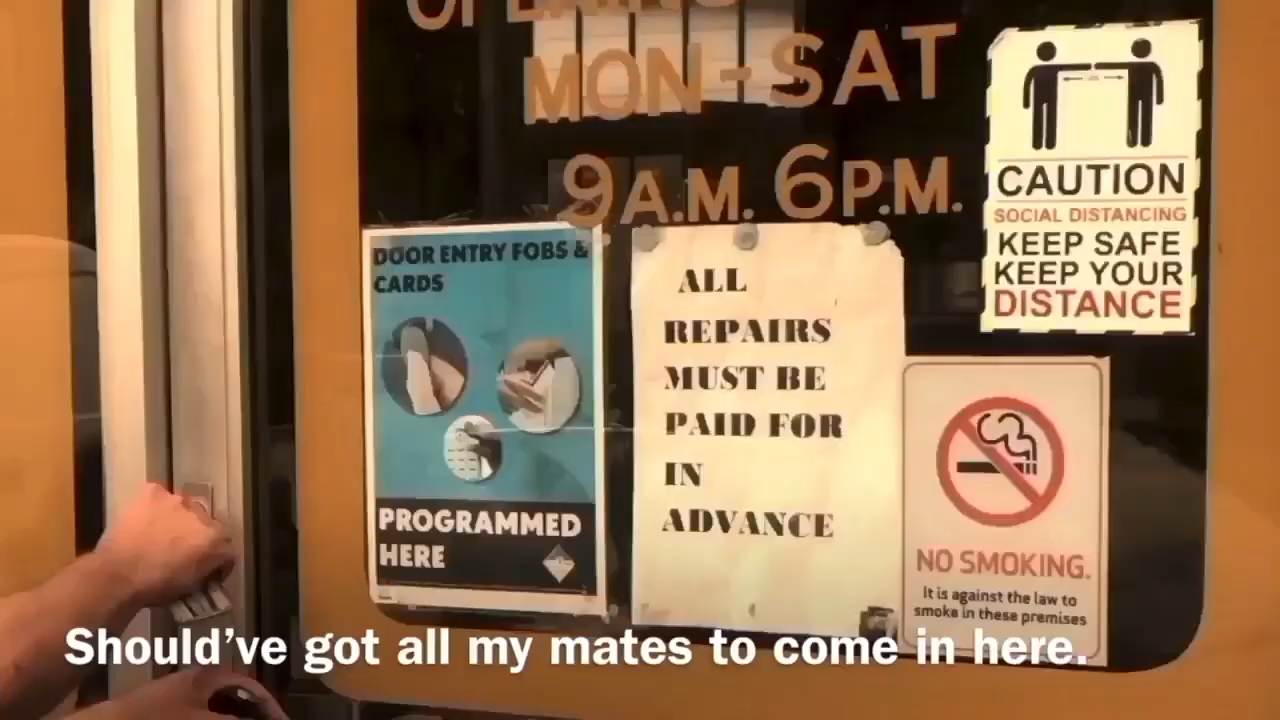 MON-SAT
9A.M. 6P.M.
CAUTION
SOCIAL DISTANCING
KEEP SAFE
KEEP YOUR
DISTANCE
DOOR ENTRY FOBS &
CARDS
PROGRAMMED
HERE
ALL
REPAIRS
MUST BE
PAID FOR
IN
ADVANCE
NO SMOKING.
It is against the law to
smoke in these premises
Should've got all my mates to come in here.